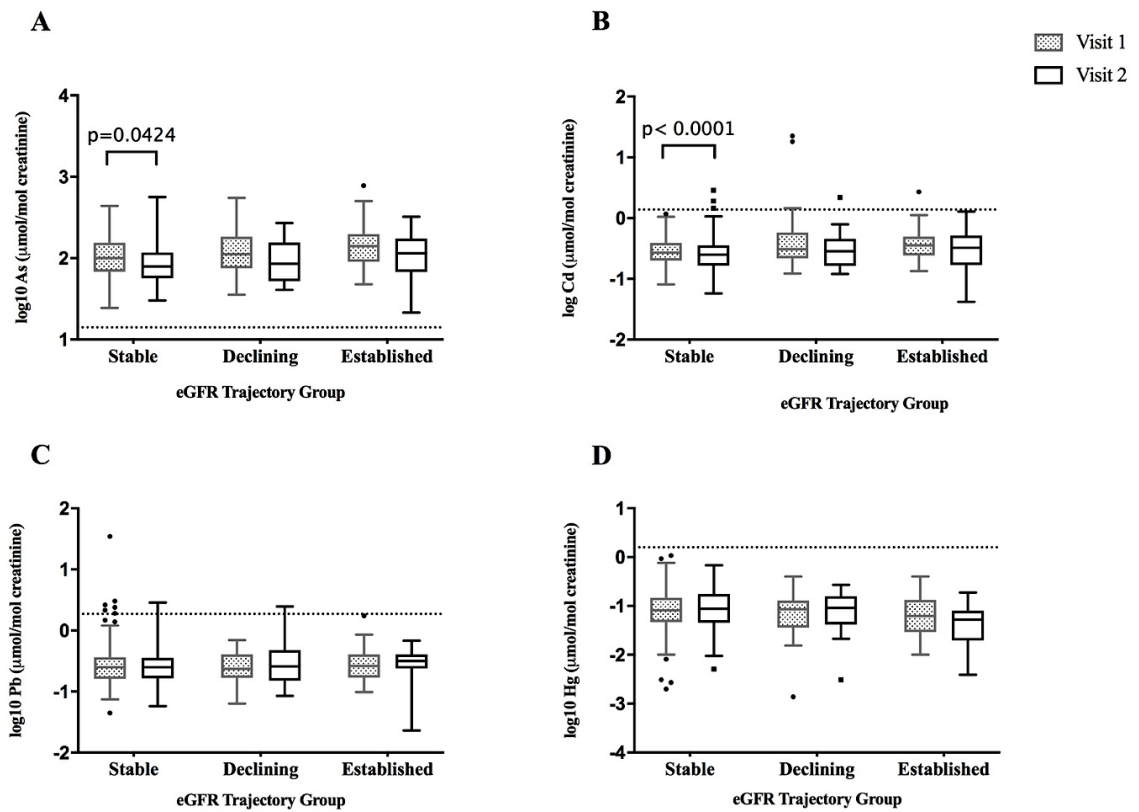 A
B
Visit 1
Visit 2
4
3
2
1
log10 As (µmol/mol creatinine)
p=0.0424
Stable
Declining
Established
eGFR Trajectory Group
2
1
0
-1
-2
log Cd (µmol/mol creatinine)
p< 0.0001
Stable
Declining
Established
eGFR Trajectory Group
C
D
2
1
0
-1
-2
log10 Pb (µmol/mol creatinine)
Stable
Declining
Established
eGFR Trajectory Group
1
0
-1
-2
-3
-4
log10 Hg (µmol/mol creatinine)
Stable
Declining
Established
eGFR Trajectory Group